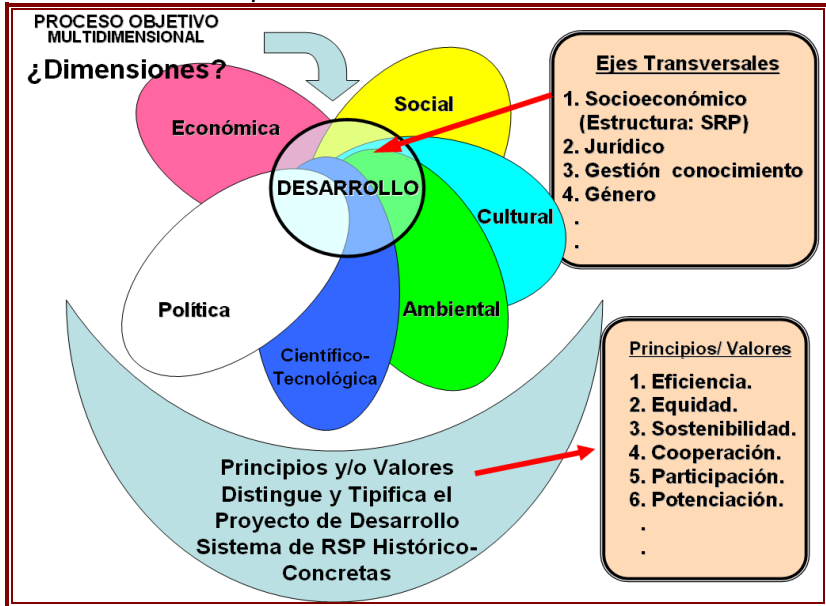 PROCESO OBJETIVO
MULTIDIMENSIONAL
¿Dimensiones?
Económica
Social
Cultural
Ambiental
Científico-
Tecnológica
Política
DESARROLLO
Ejes Transversales
1. Socioeconómico
(Estructura: SRP)
2. Jurídico
3. Gestión conocimiento
4. Género
.
.
Principios y/o Valores
Distingue y Tipifica el
Proyecto de Desarrollo
Sistema de RSP Histórico-
Concretas
Principios/ Valores
1. Eficiencia.
2. Equidad.
3. Sostenibilidad.
4. Cooperación.
5. Participación.
6. Potenciación.
.
.